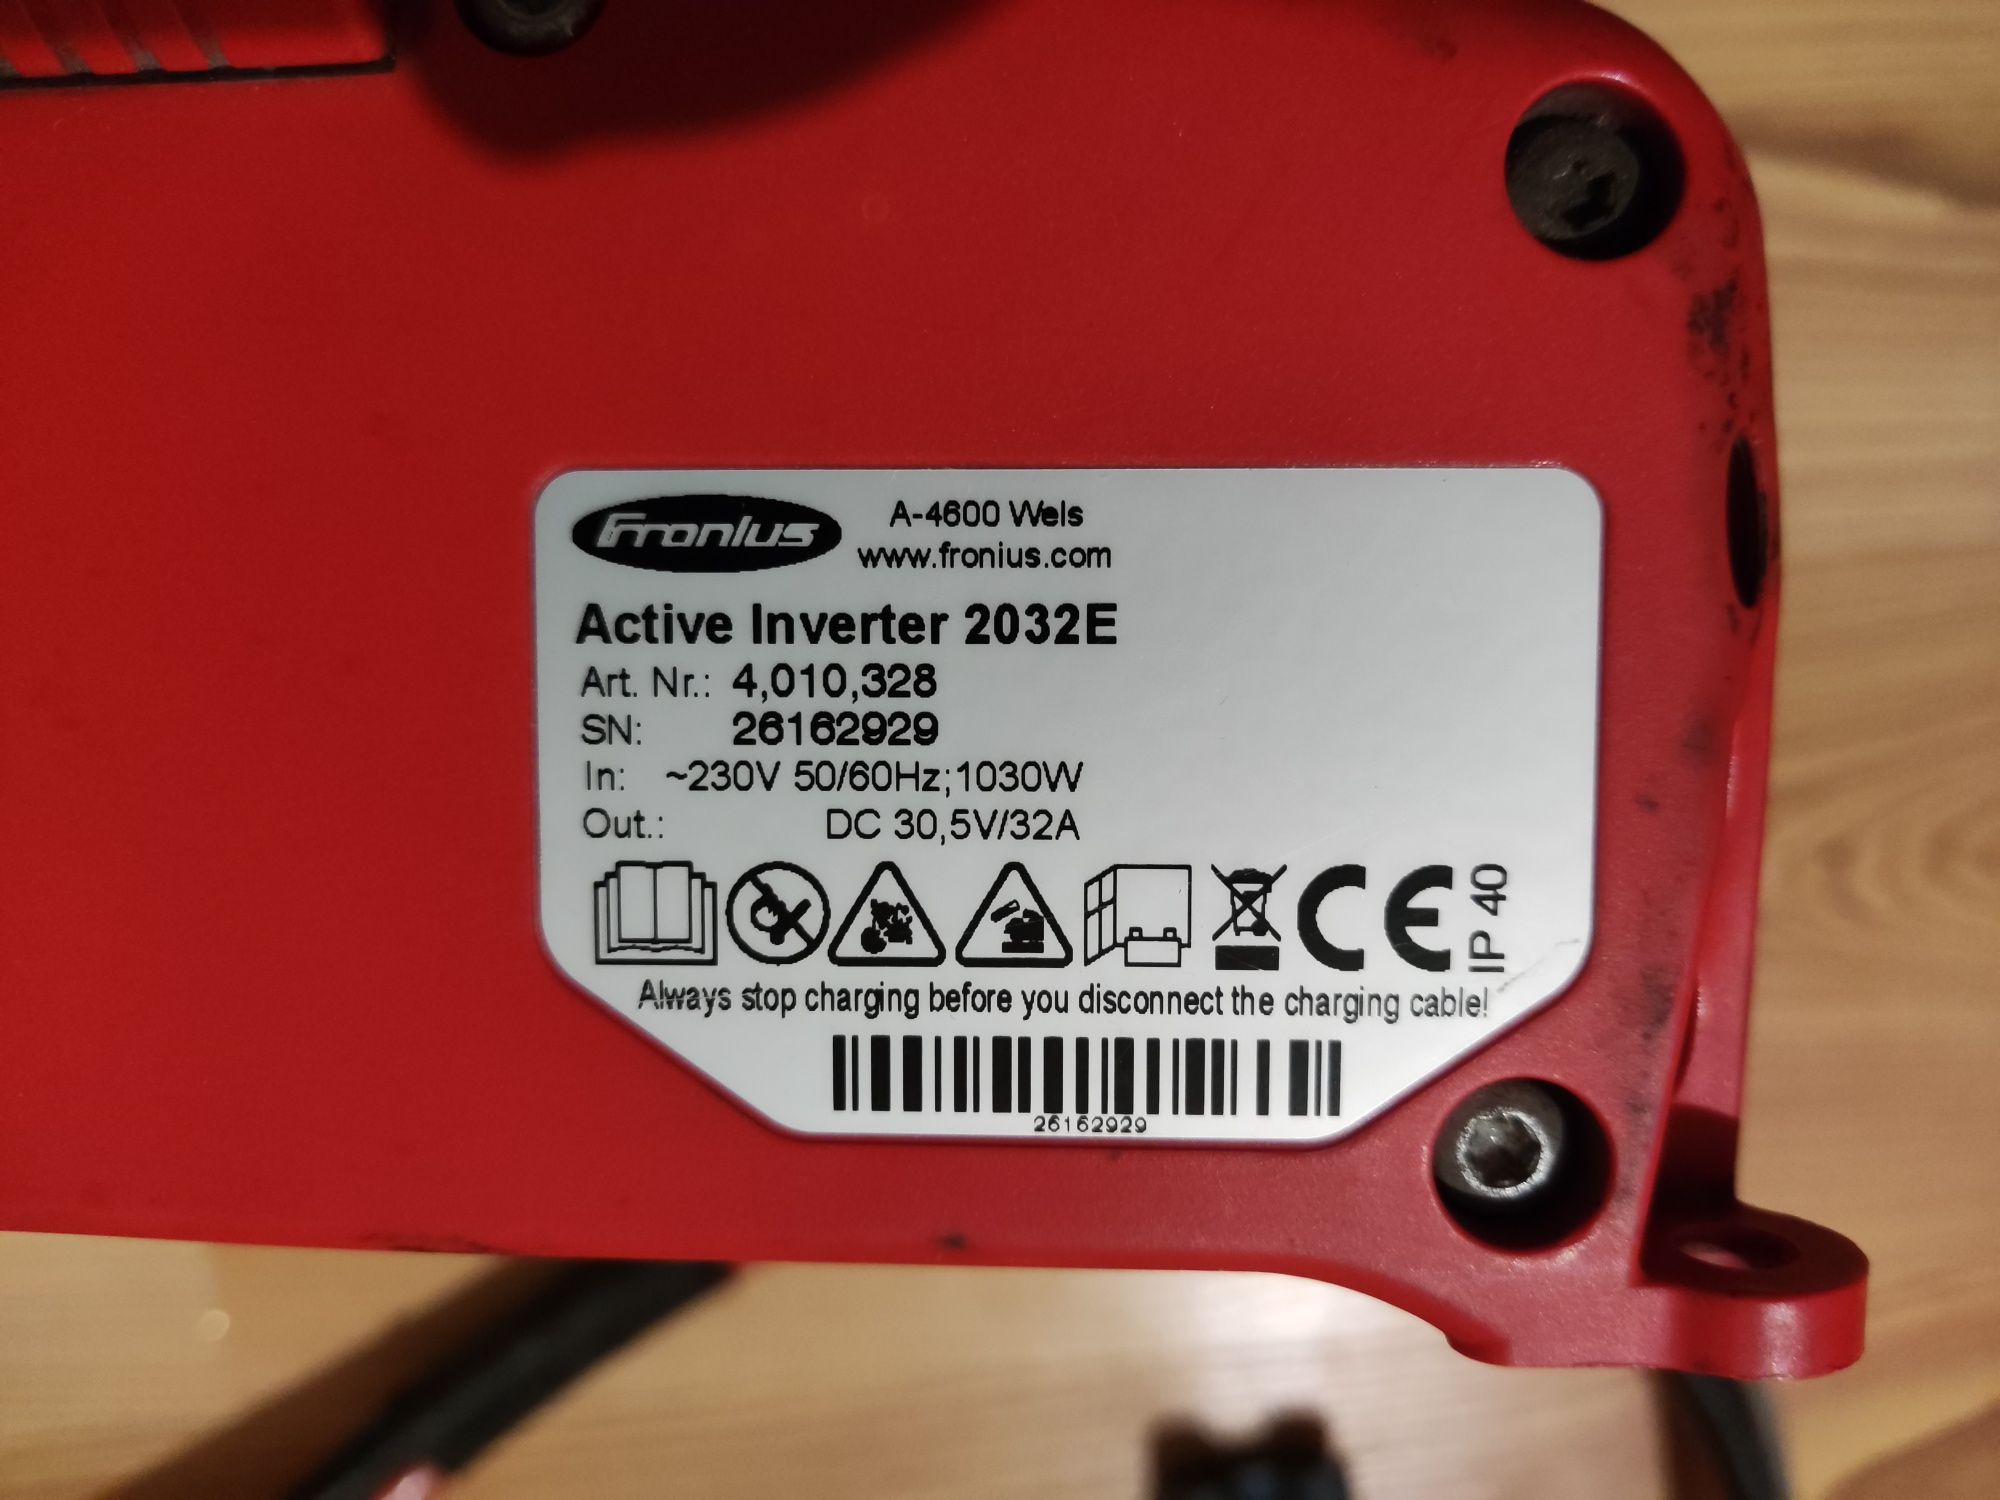 Fronius
A-4600 Wels
www.fronius.com
Active Inverter 2032E
Art. Nr.: 4,010,328
SN: 26162929
In: ~230V 50/60Hz;1030W
Out.: DC 30,5V/32A
CE IP 40
Always stop charging before you disconnect the charging cable!
26162929